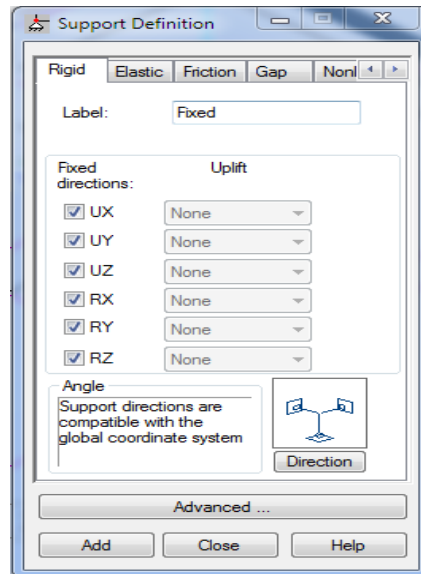 Support Definition
Rigid Elastic Friction Gap Nonl
Label: Fixed
Fixed Uplift
directions:
UX None
UY None
UZ None
RX None
RY None
RZ None
Angle
Support directions are
compatible with the
global coordinate system
Direction
Advanced ...
Add Close Help